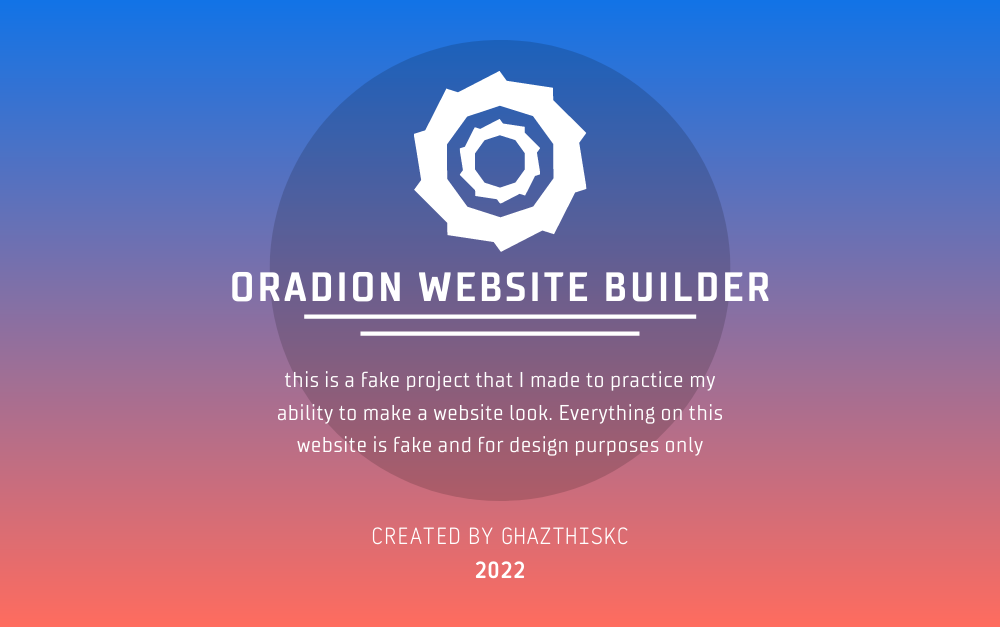 ORADION WEBSITE BUILDER
this is a fake project that I made to practice my
ability to make a website look. Everything on this
website is fake and for design purposes only
CREATED BY GHAZTHISKC
2022